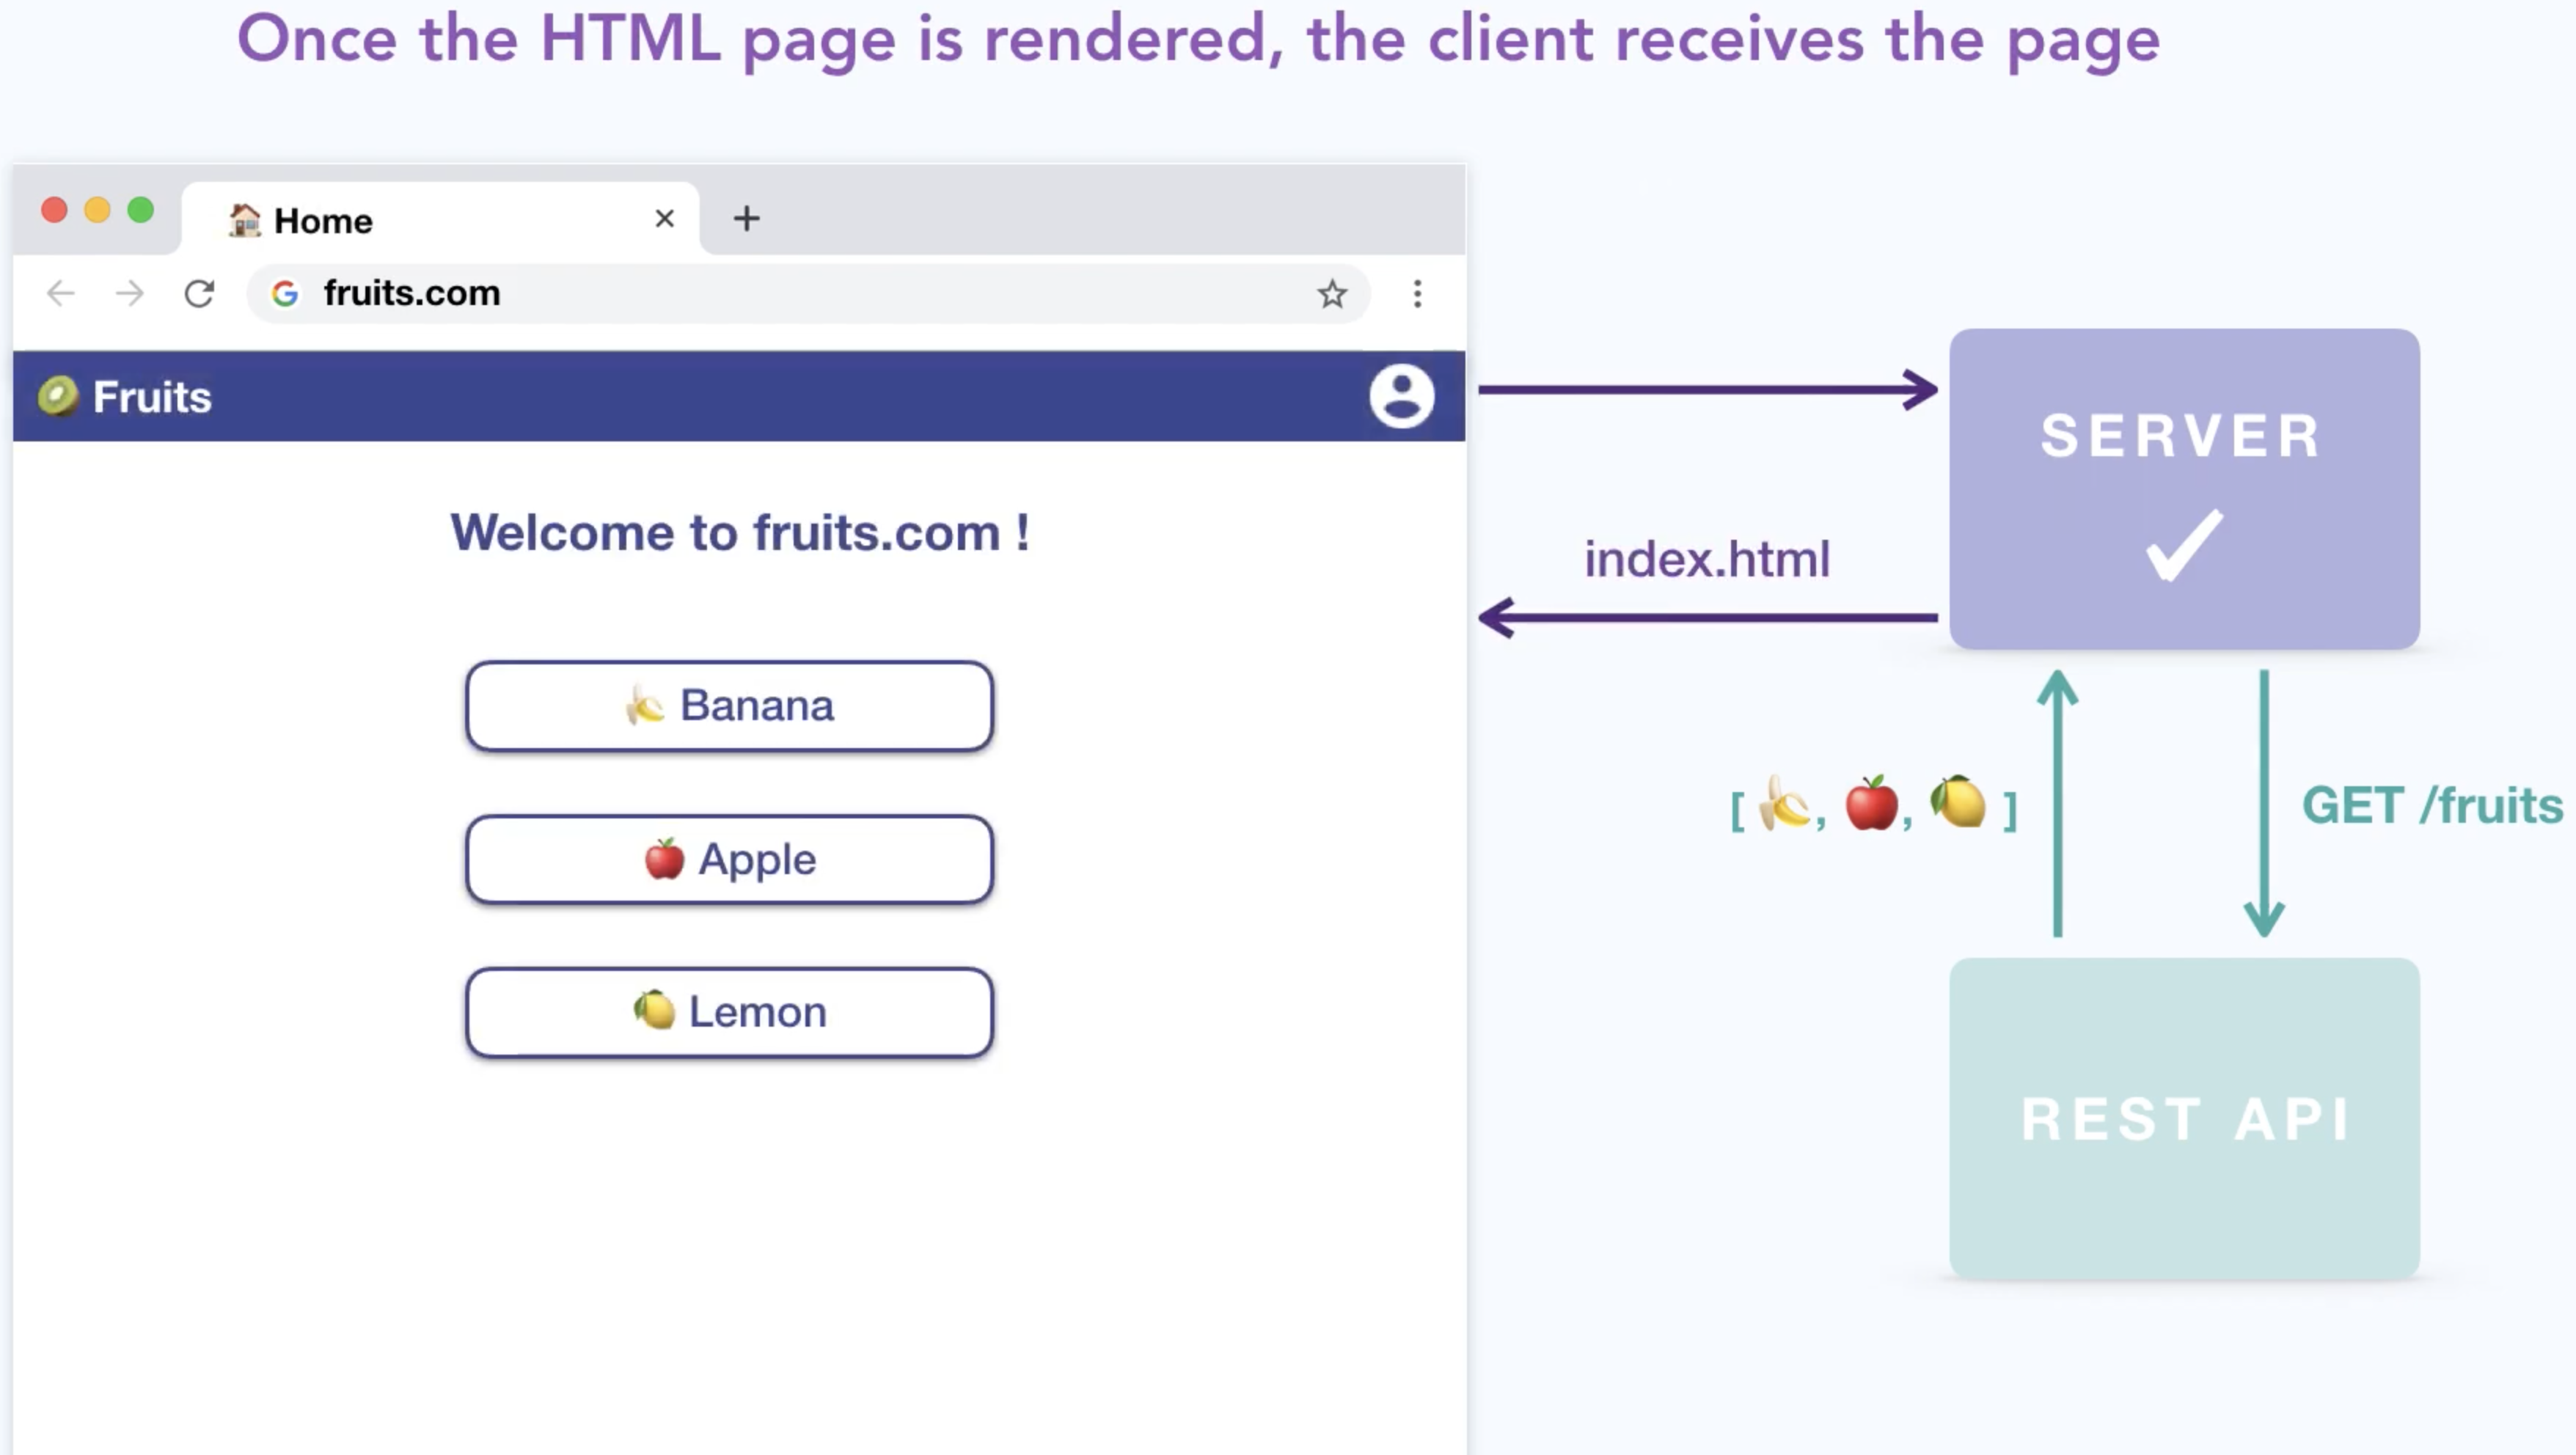 Once the HTML page is rendered, the client receives the page
🏠 Home
fruits.com
🥝 Fruits
Welcome to fruits.com !
🍌 Banana
🍎 Apple
🍋 Lemon
SERVER
index.html
[ 🍌, 🍎, 🍋 ]
GET /fruits
REST API